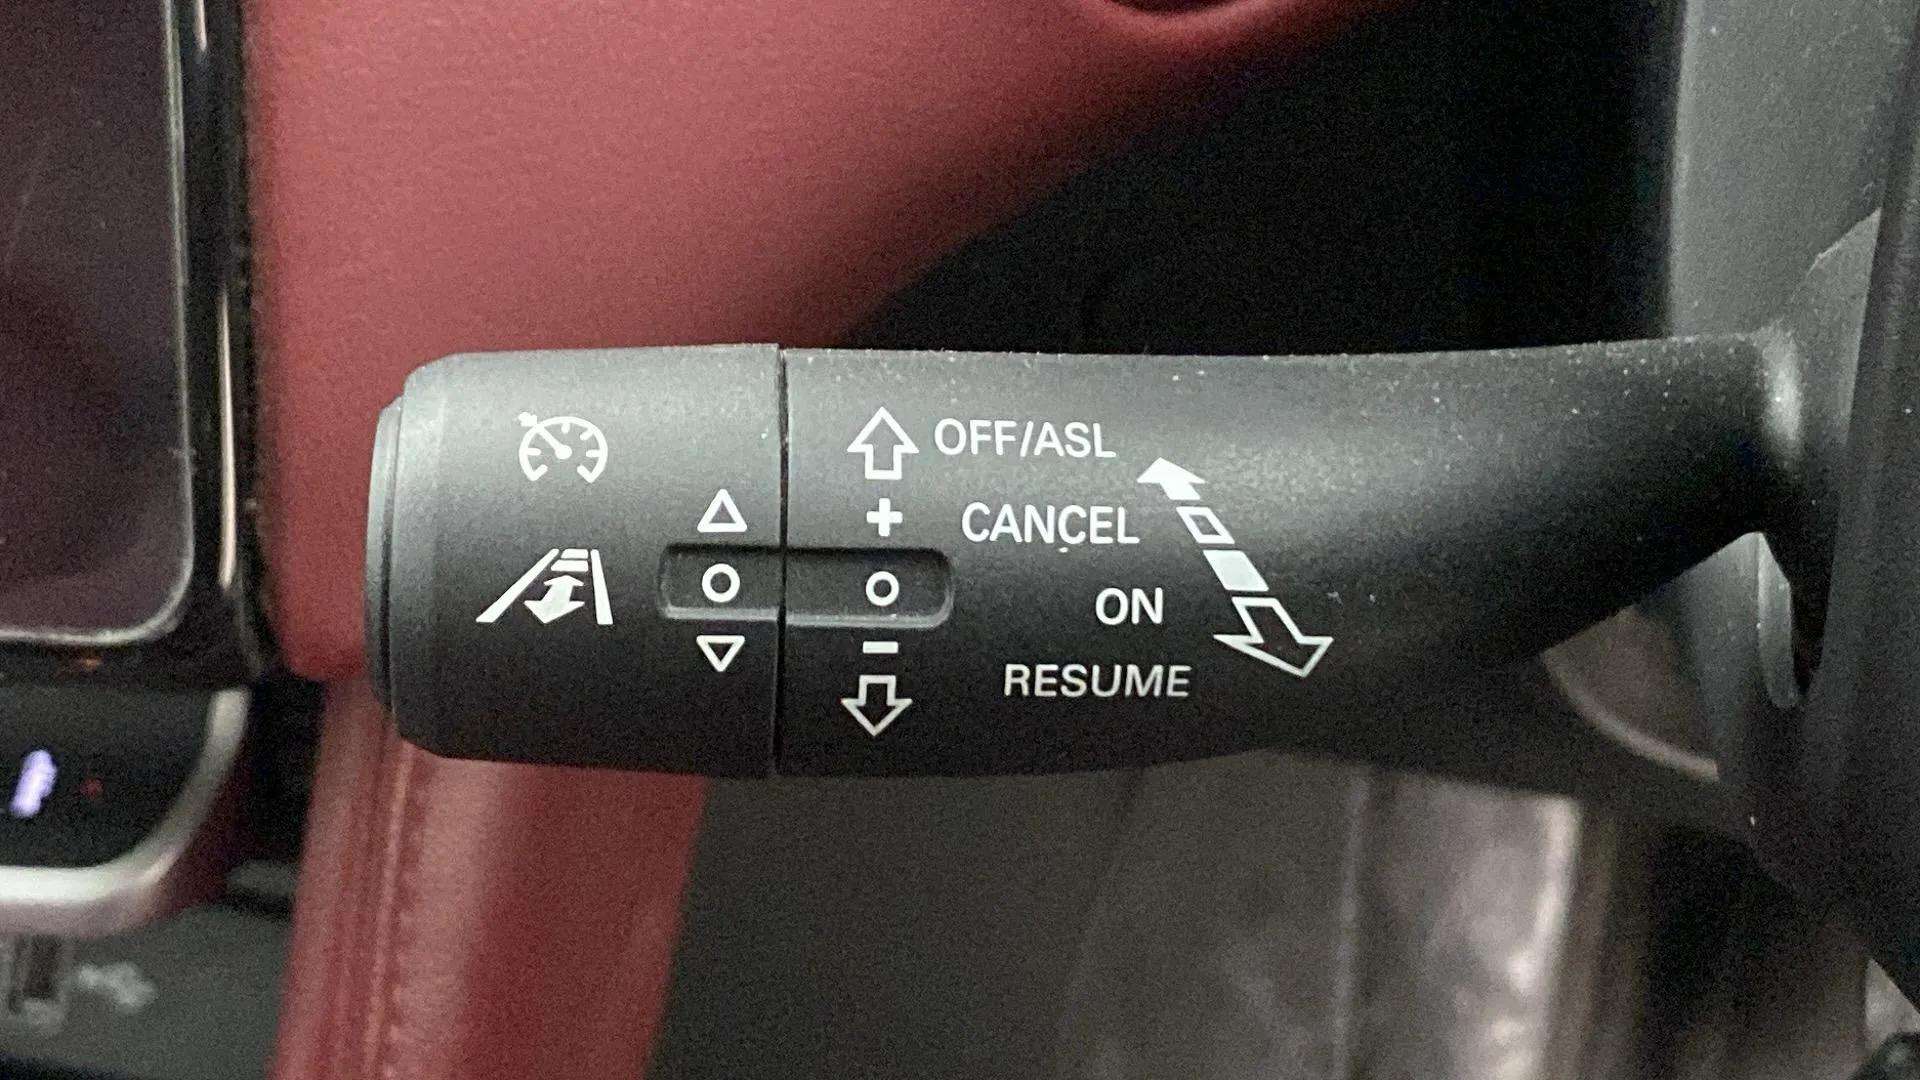 OFF/ASL
+
CANCEL
O O
ON
−
RESUME